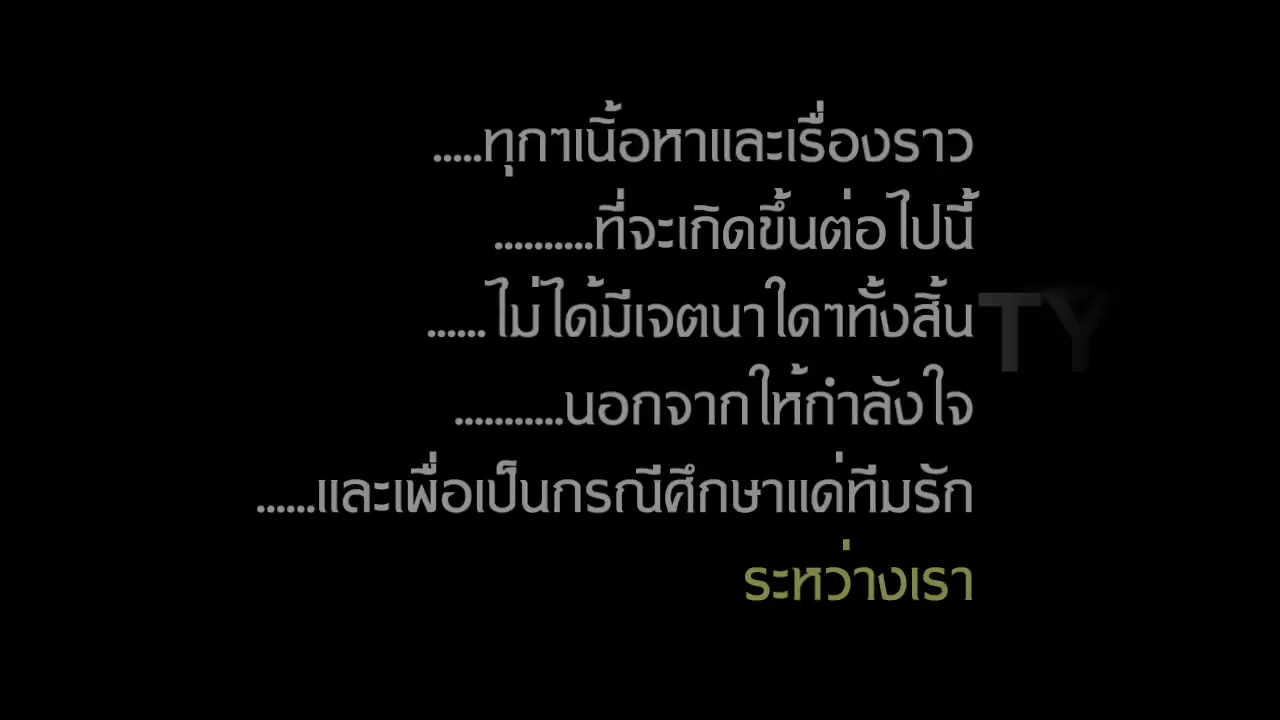 .....ทุกๆเนื้อหาและเรื่องราว
..........ที่จะเกิดขึ้นต่อไปนี้
......ไม่ได้มีเจตนาใดๆทั้งสิ้น
TY
...........นอกจากให้กำลังใจ
......และเพื่อเป็นกรณีศึกษาแด่ทีมรัก
ระหว่างเรา